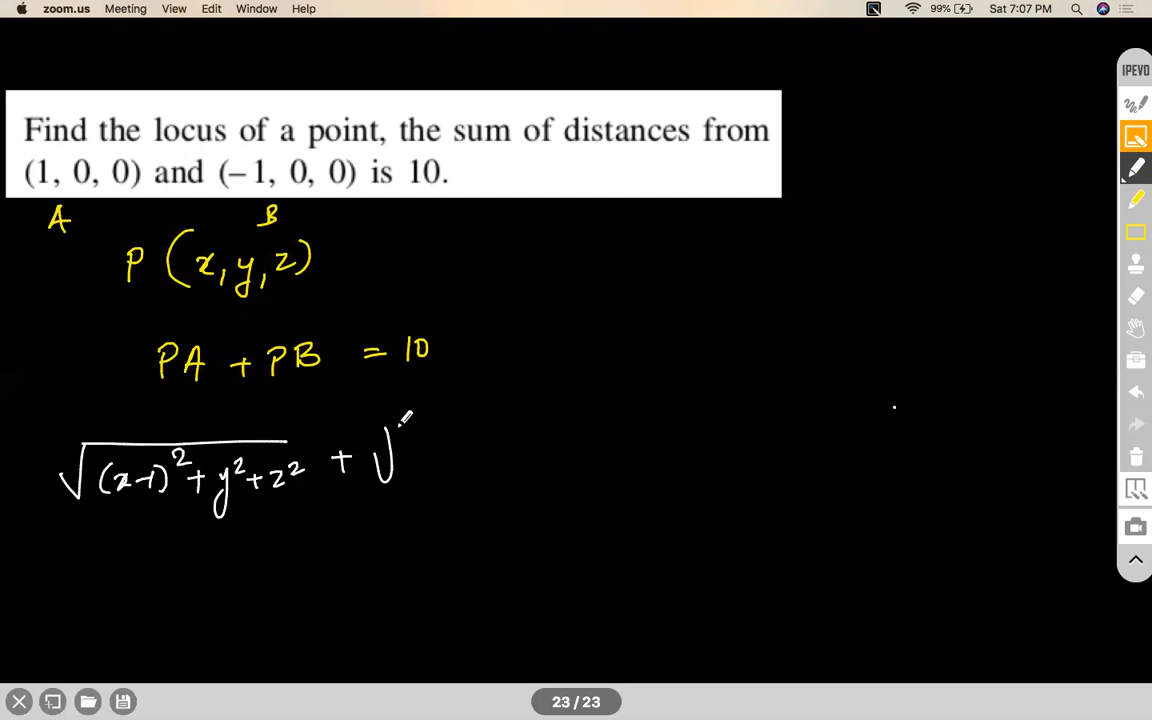 zoom.us Meeting View Edit Window Help 99% Sat 7:07 PM
IPEVO
Find the locus of a point, the sum of distances from
(1, 0, 0) and (–1, 0, 0) is 10.
A B
P (x, y, z)
PA + PB = 10
√(x-1)²+y²+z² + √
23 / 23